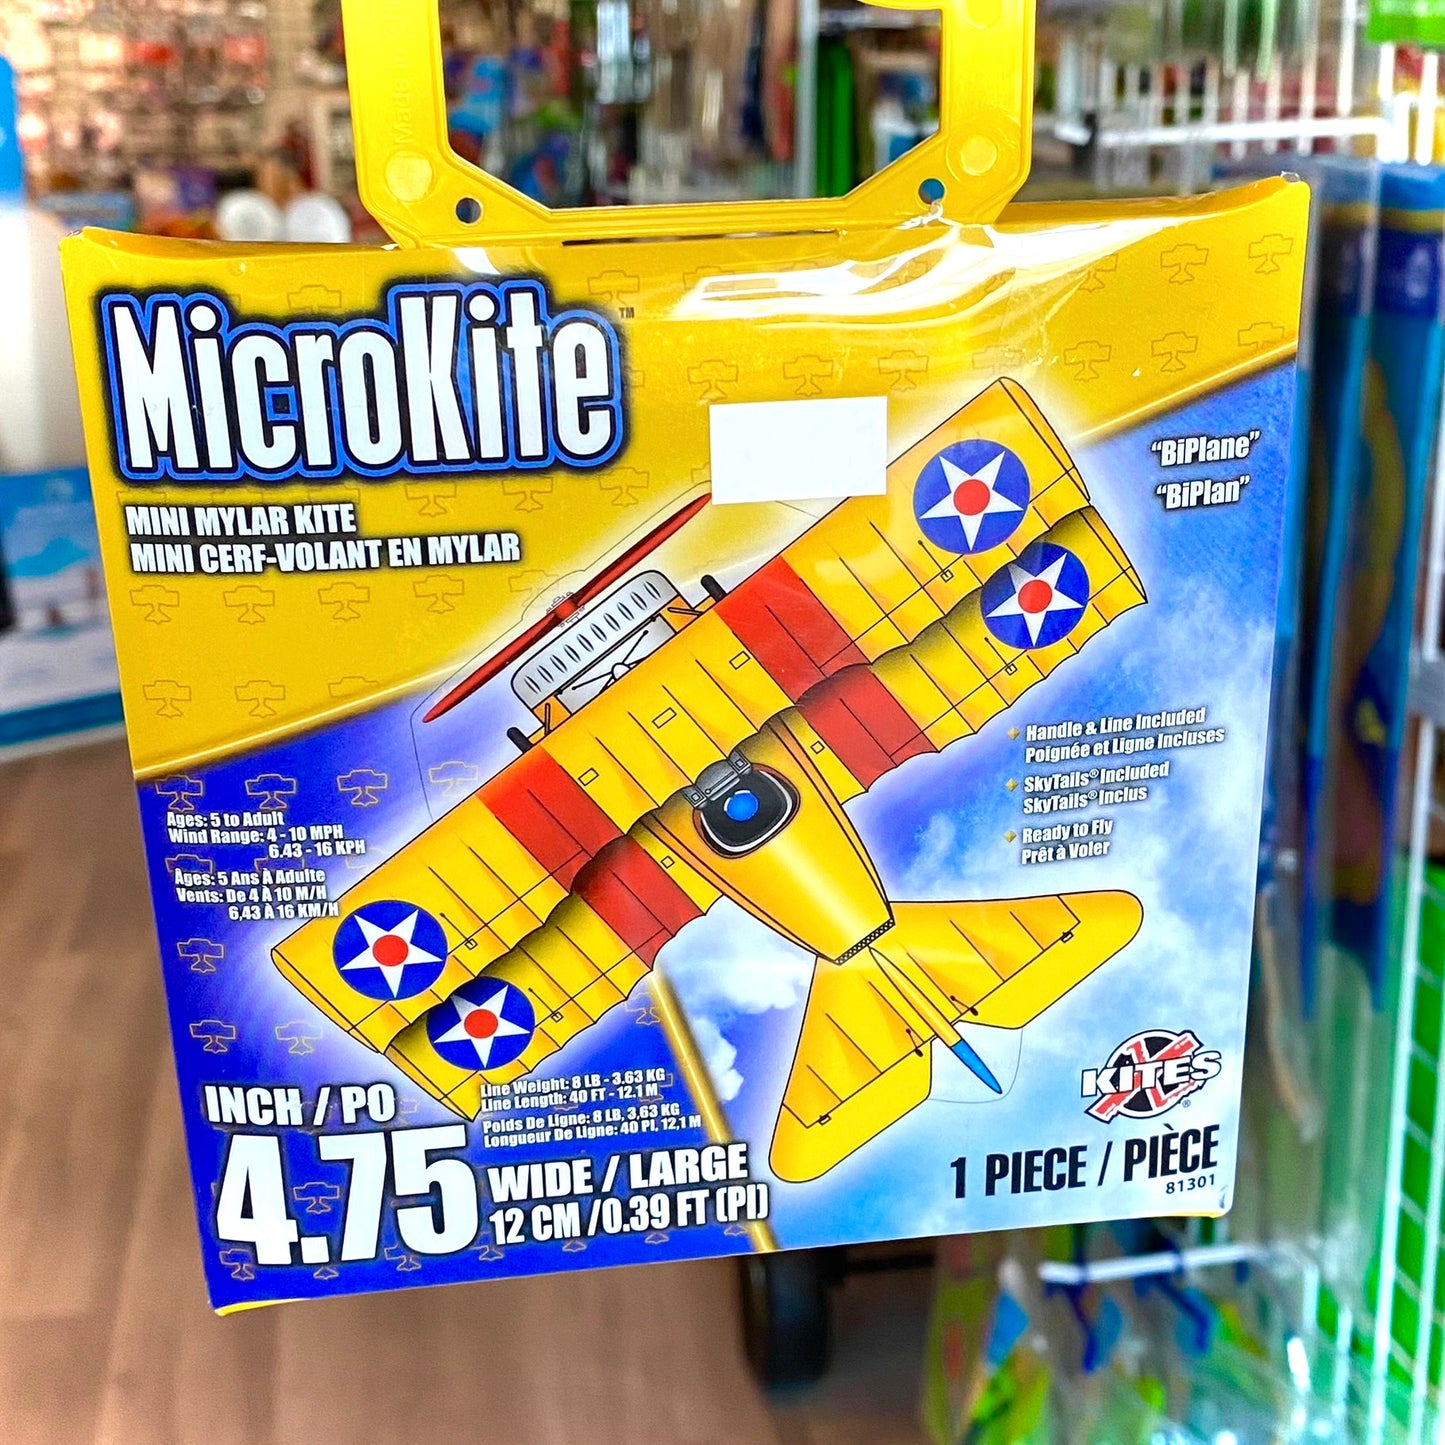 Made in
MicroKite™
MINI MYLAR KITE
MINI CERF-VOLANT EN MYLAR
"BiPlane"
"BiPlan"
Handle & Line Included
Poignée et Ligne Incluses
SkyTails® Included
SkyTails® Inclus
Ready to Fly
Prêt à Voler
Ages: 5 to Adult
Wind Range: 4 - 10 MPH
6.43 - 16 KPH
Ages: 5 Ans À Adulte
Vents: De 4 À 10 M/H
6,43 À 16 KM/H
Line Weight: 8 LB - 3.63 KG
Line Length: 40 FT - 12.1 M
Poids De Ligne: 8 LB, 3,63 KG
Longueur De Ligne: 40 PI, 12,1 M
INCH / PO
4.75
WIDE / LARGE
12 CM /0.39 FT (PI)
X
KITES®
1 PIECE / PIÈCE
81301